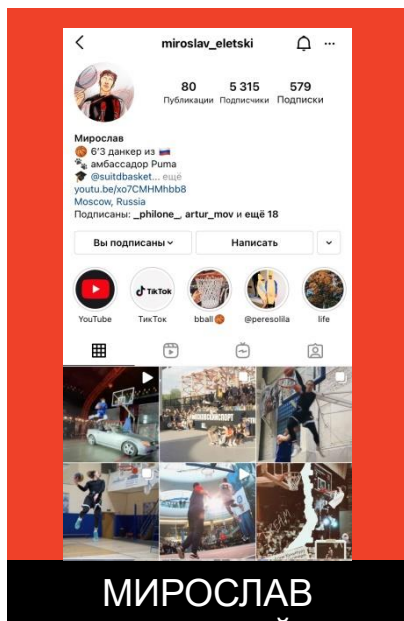 miroslav_eletski
80 5 315 579
Публикации Подписчики Подписки
Мирослав
6'3 данкер из
амбассадор Puma
@suitdbasket... ещё
youtu.be/xo7CMHMhbb8
Moscow, Russia
Подписаны: _philone_, artur_mov и ещё 18
Вы подписаны Написать
TikTok
YouTube ТикТок bball @peresolila life
МИРОСЛАВ